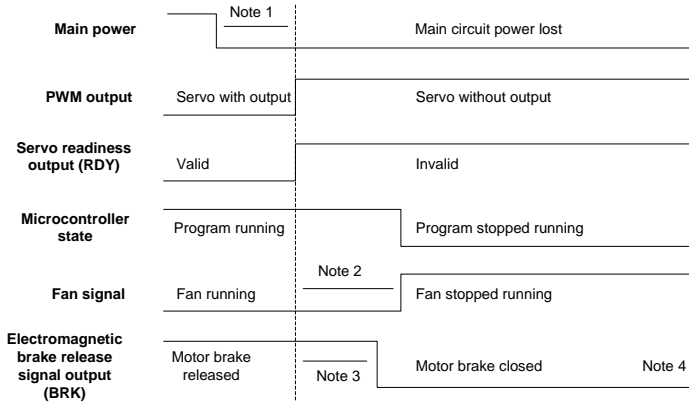 Note 1
Main power
Main circuit power lost
PWM output
Servo with output
Servo without output
Servo readiness
output (RDY)
Valid
Invalid
Microcontroller
state
Program running
Program stopped running
Note 2
Fan signal
Fan running
Fan stopped running
Electromagnetic
brake release
signal output
(BRK)
Motor brake
released
Note 3
Motor brake closed
Note 4